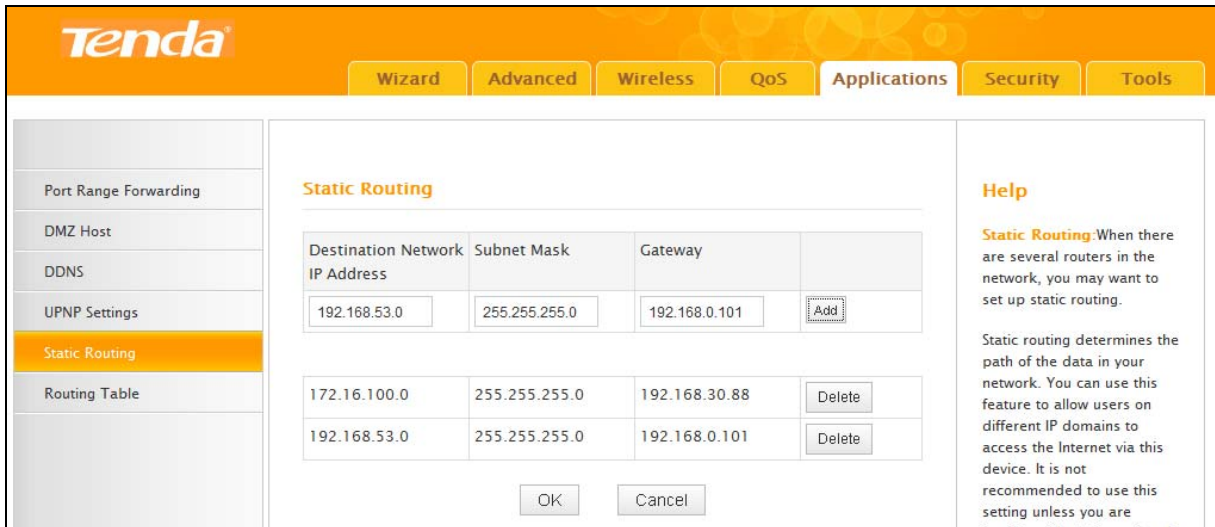 Tenda
Wizard Advanced Wireless QoS Applications Security Tools
Port Range Forwarding
DMZ Host
DDNS
UPNP Settings
Static Routing
Routing Table
Static Routing
Destination Network IP Address Subnet Mask Gateway
192.168.53.0 255.255.255.0 192.168.0.101 Add
172.16.100.0 255.255.255.0 192.168.30.88 Delete
192.168.53.0 255.255.255.0 192.168.0.101 Delete
OK Cancel
Help
Static Routing:When there
are several routers in the
network, you may want to
set up static routing.
Static routing determines the
path of the data in your
network. You can use this
feature to allow users on
different IP domains to
access the Internet via this
device. It is not
recommended to use this
setting unless you are